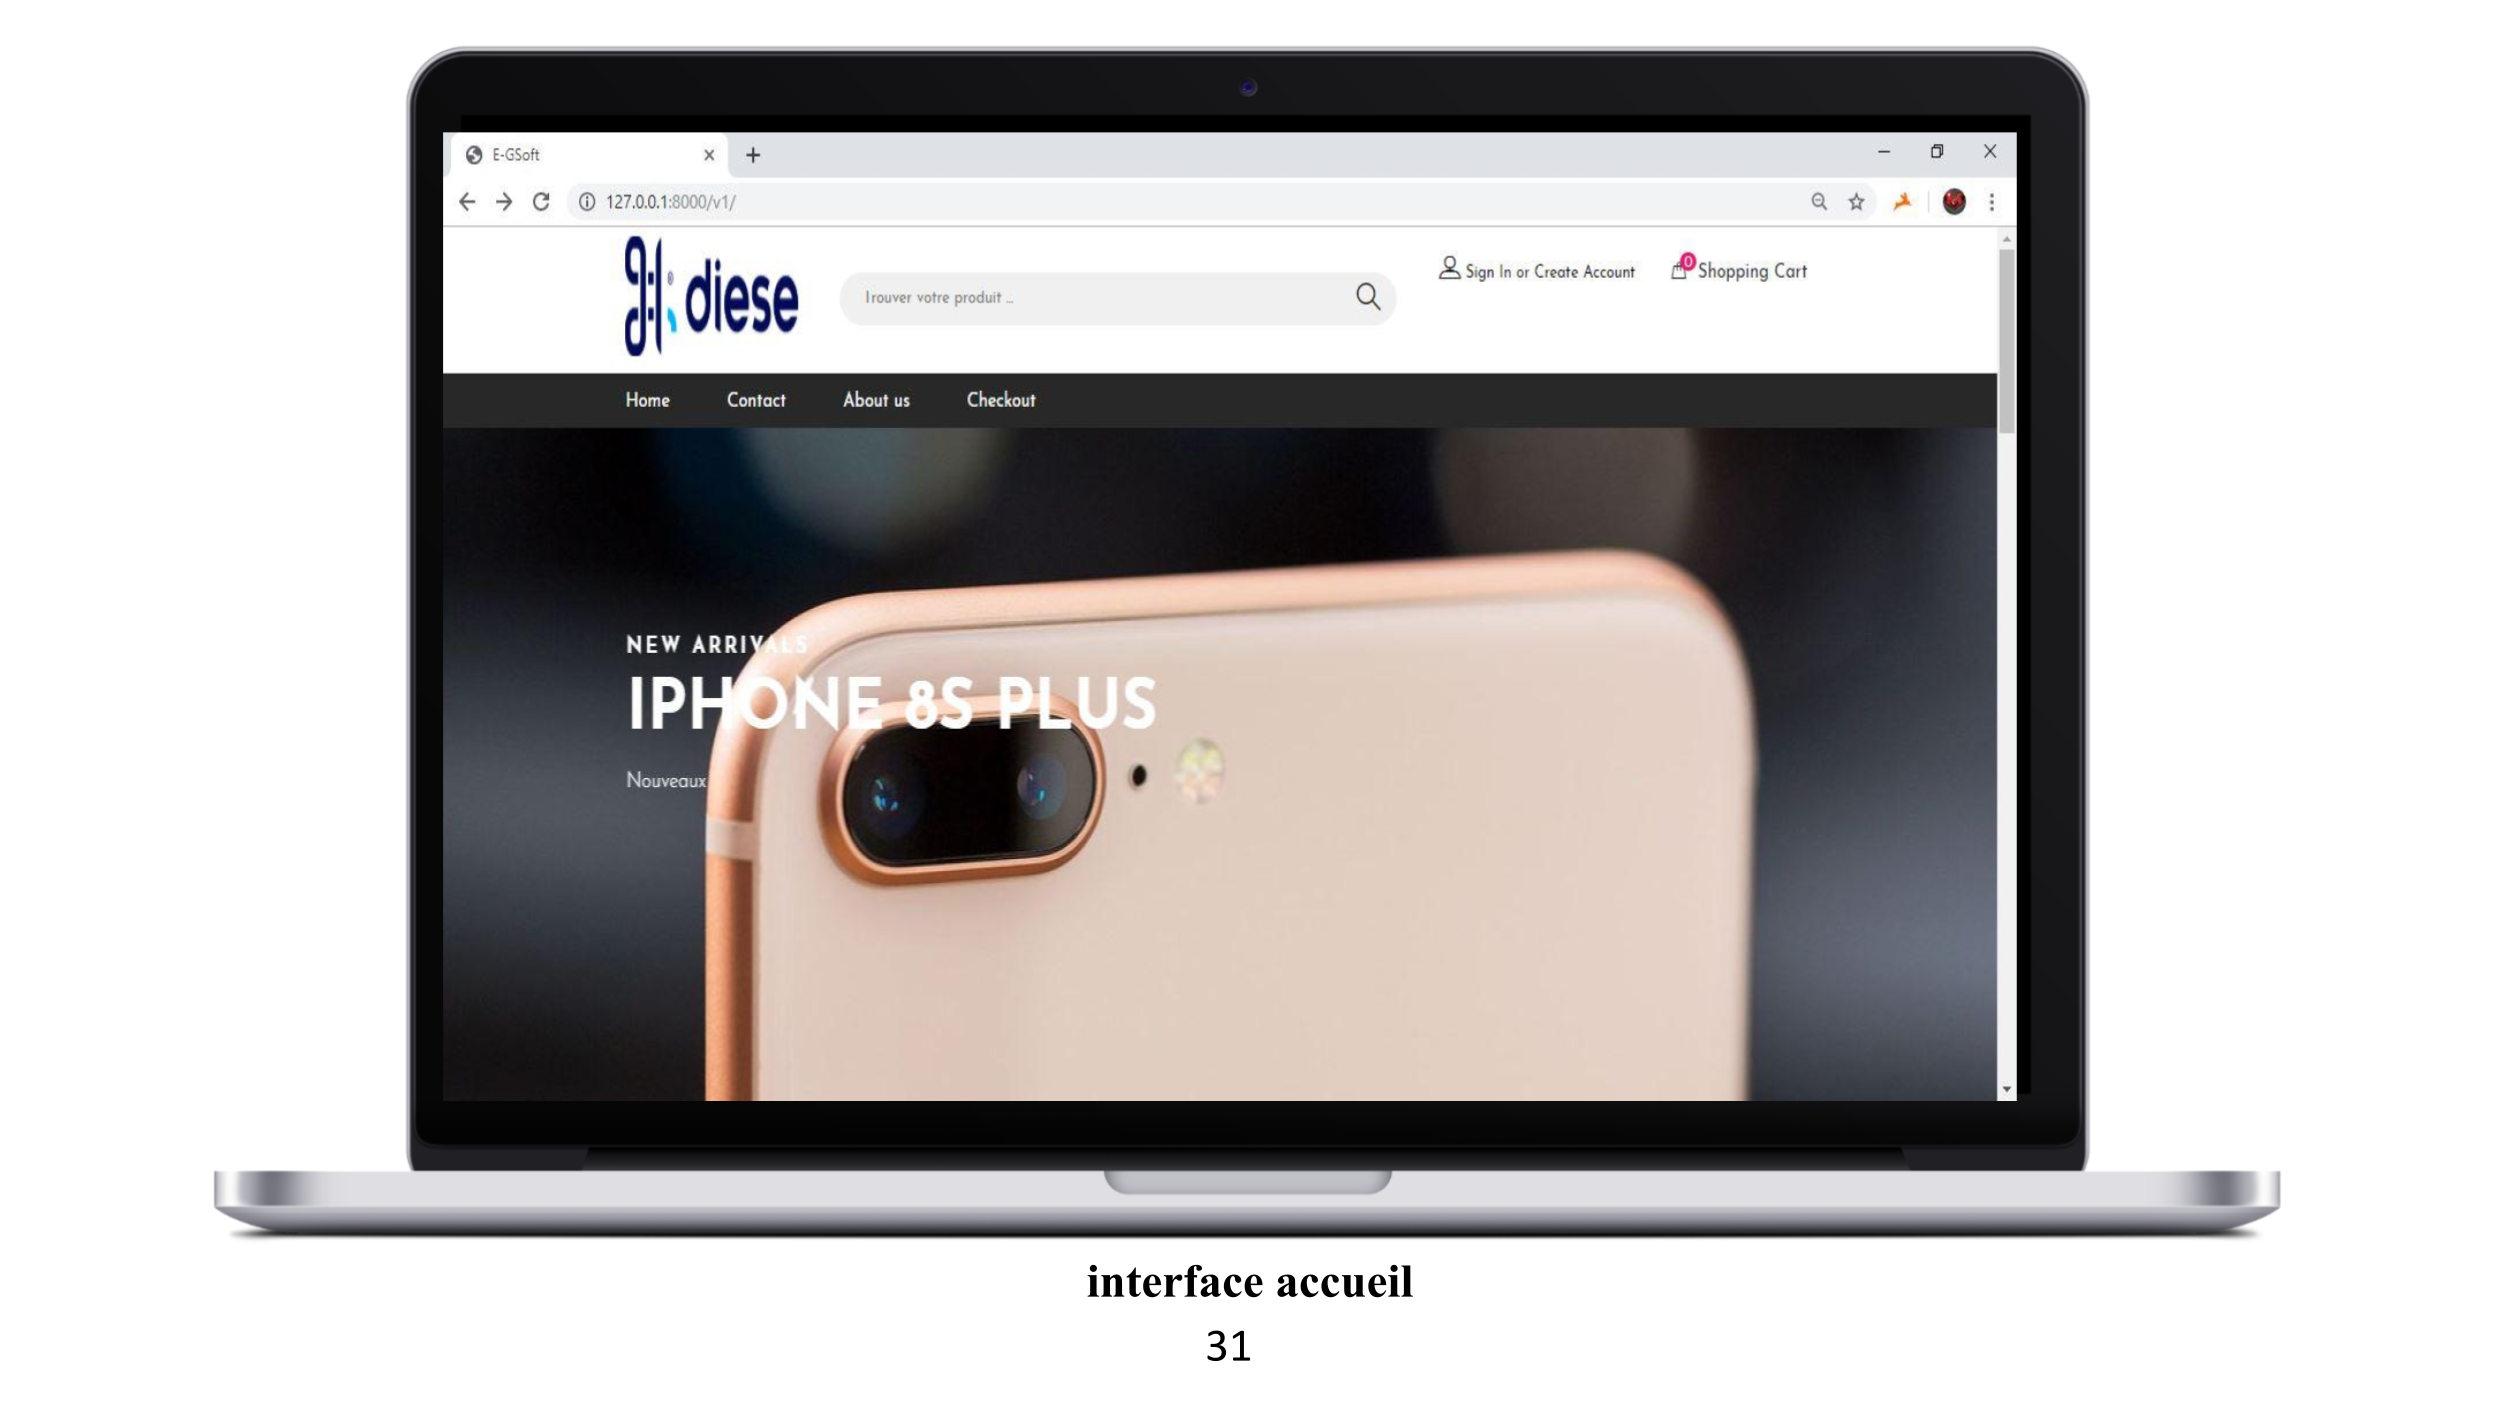 E-GSoft
127.0.0.1:8000/v1/
diese
Trouver votre produit ...
Sign In or Create Account
0
Shopping Cart
Home
Contact
About us
Checkout
NEW ARRIVALS
IPHONE 8S PLUS
Nouveaux
interface accueil
31